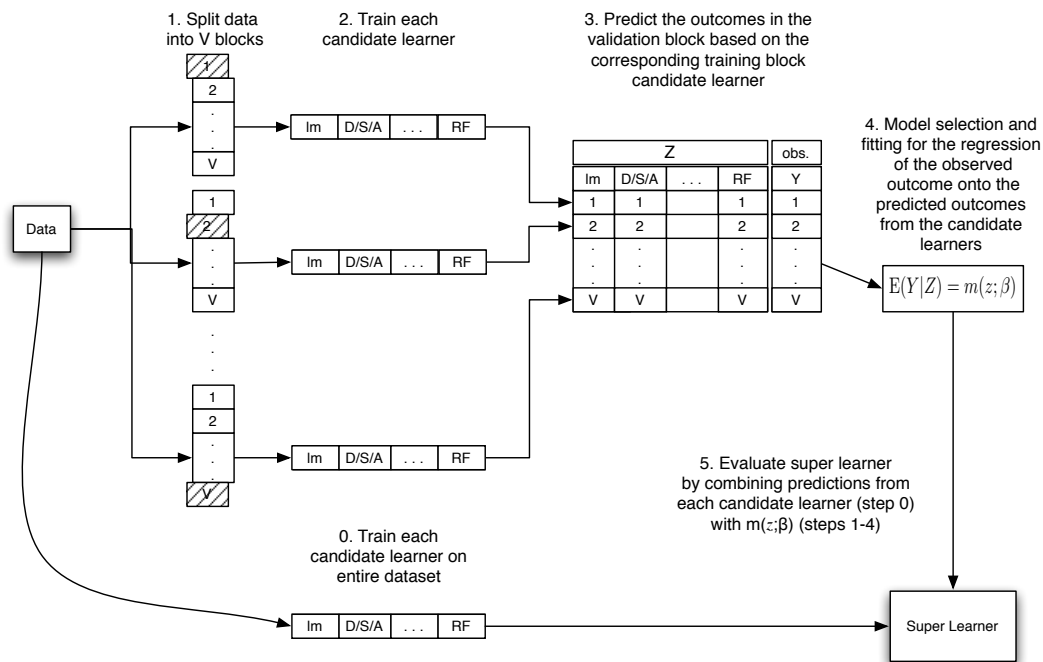 1. Split data
into V blocks
2. Train each
candidate learner
3. Predict the outcomes in the
validation block based on the
corresponding training block
candidate learner
1
2
.
.
.
V
lm D/S/A . . . RF
4. Model selection and
fitting for the regression
of the observed
outcome onto the
predicted outcomes
from the candidate
learners
Z obs.
lm D/S/A . . . RF Y
1 1 1 1
2 2 2 2
. . . .
. . . .
. . . .
V V V V
Data
1
2
.
.
.
V
lm D/S/A . . . RF
E(Y|Z) = m(z; β)
.
.
.
1
2
.
.
.
V
lm D/S/A . . . RF
5. Evaluate super learner
by combining predictions from
each candidate learner (step 0)
with m(z;β) (steps 1-4)
0. Train each
candidate learner on
entire dataset
lm D/S/A . . . RF
Super Learner